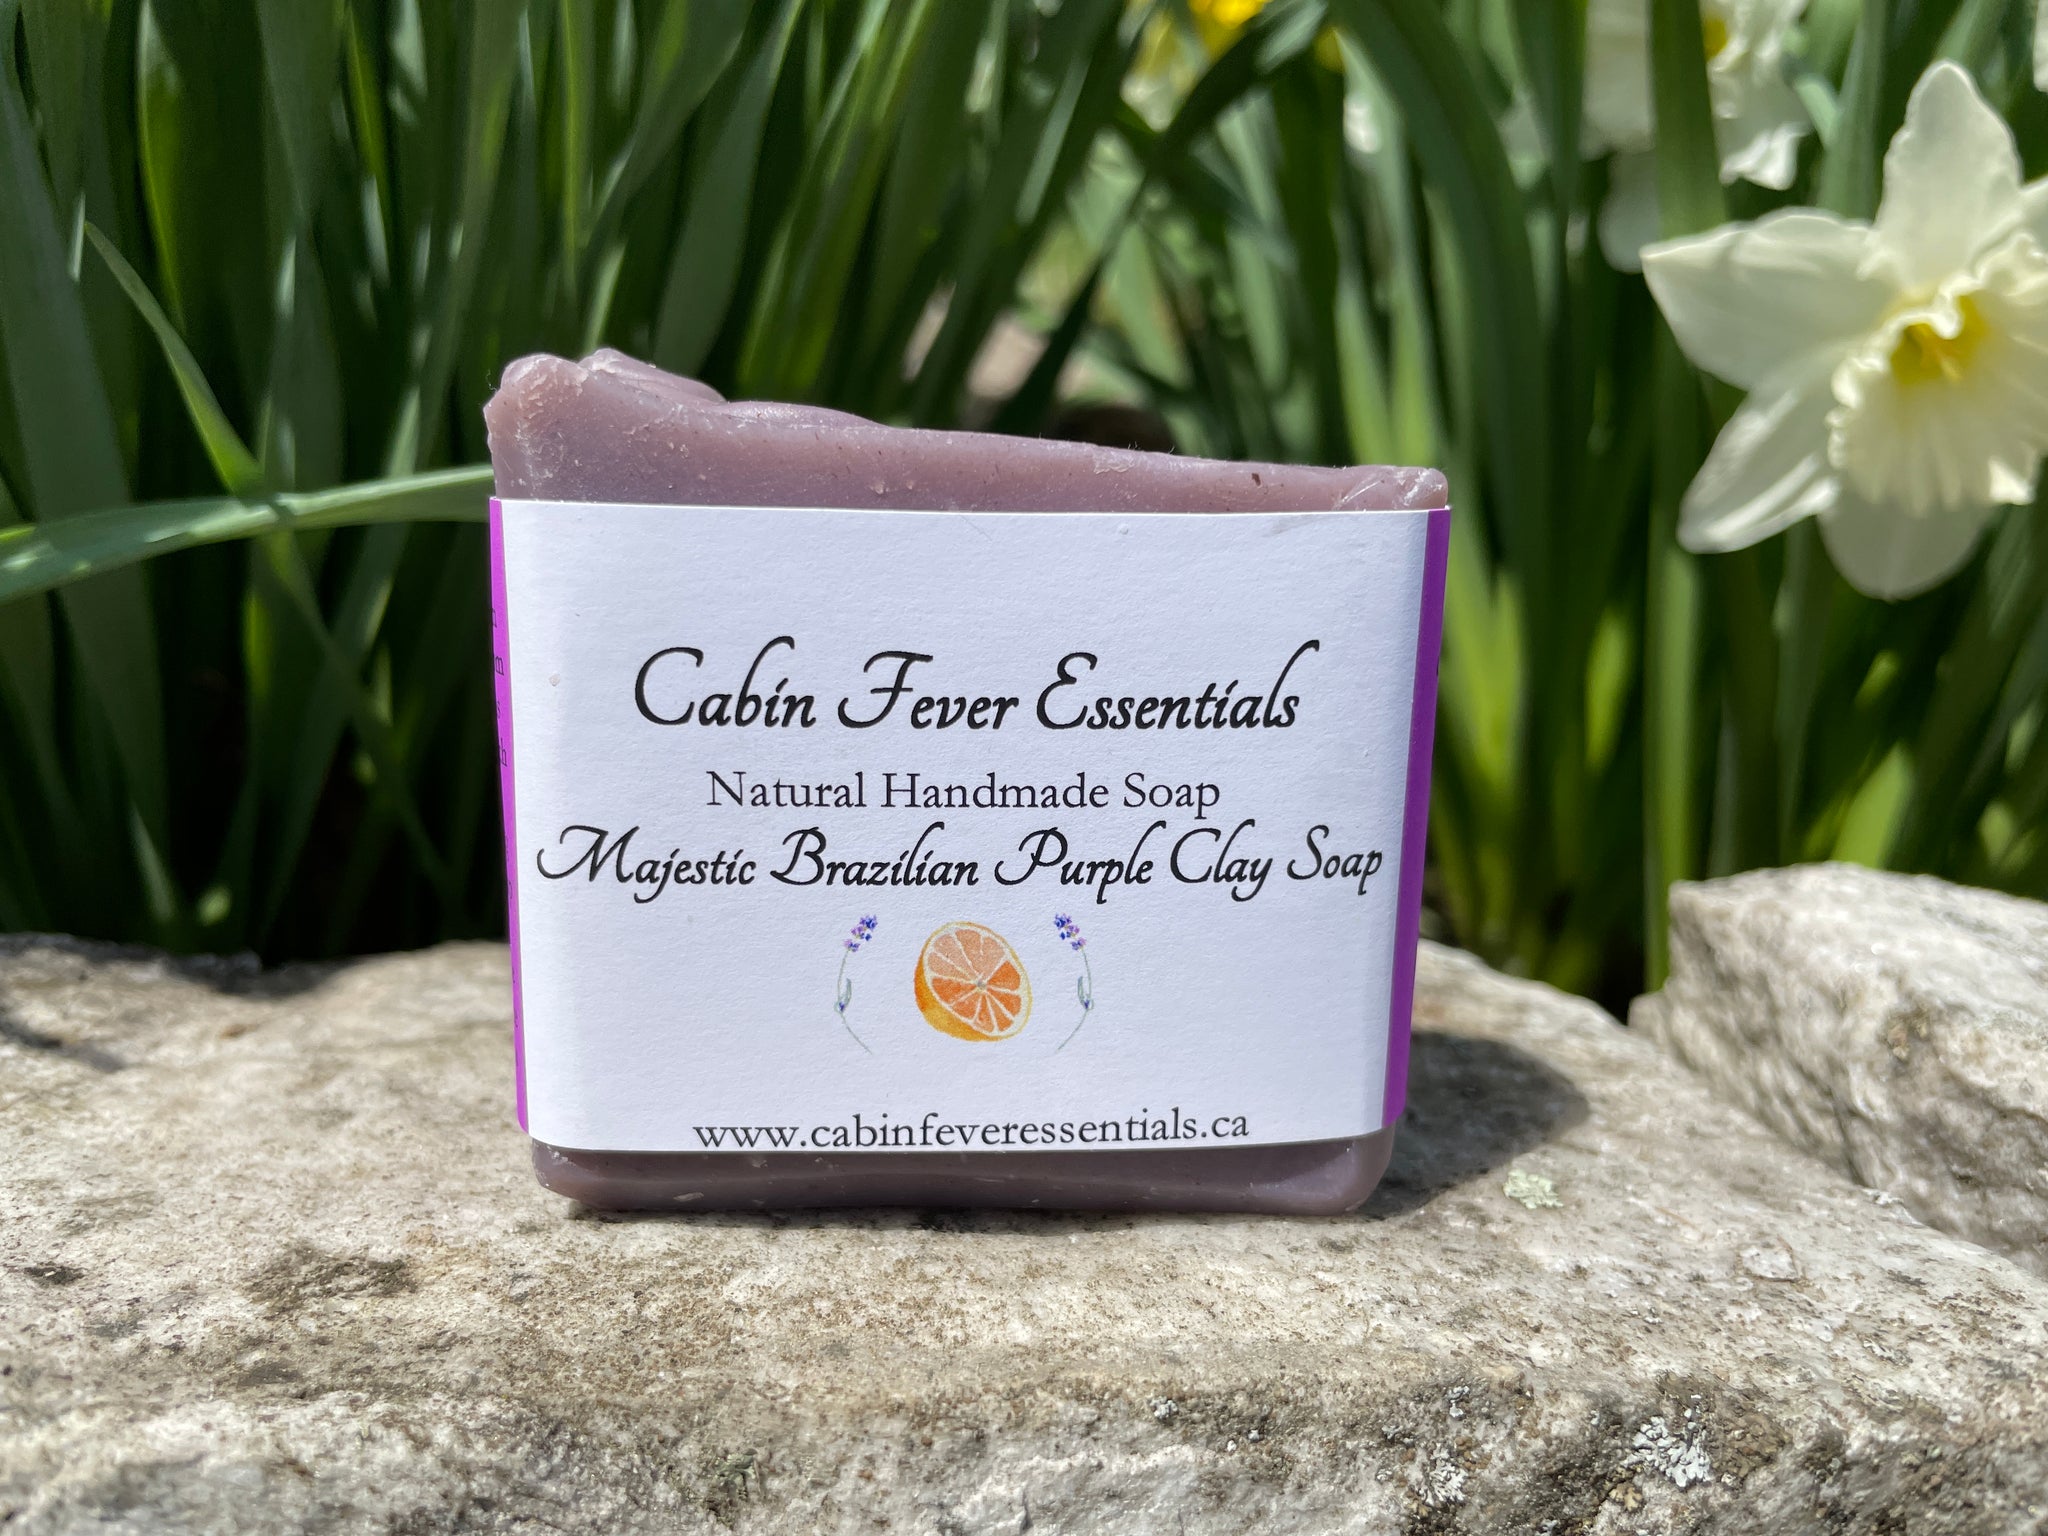 Cabin Fever Essentials
Natural Handmade Soap
Majestic Brazilian Purple Clay Soap
www.cabinfeveressentials.ca